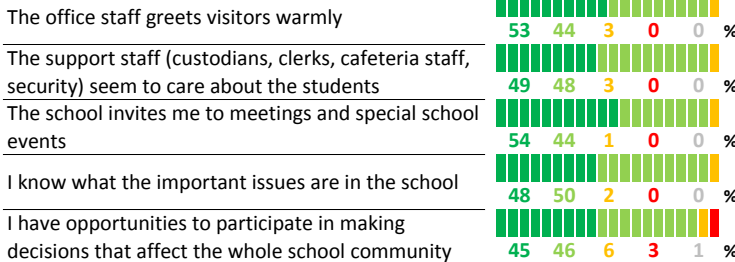 The office staff greets visitors warmly
53 44 3 0 0 %
The support staff (custodians, clerks, cafeteria staff,
security) seem to care about the students
49 48 3 0 0 %
The school invites me to meetings and special school
events
54 44 1 0 0 %
I know what the important issues are in the school
48 50 2 0 0 %
I have opportunities to participate in making
decisions that affect the whole school community
45 46 6 3 1 %